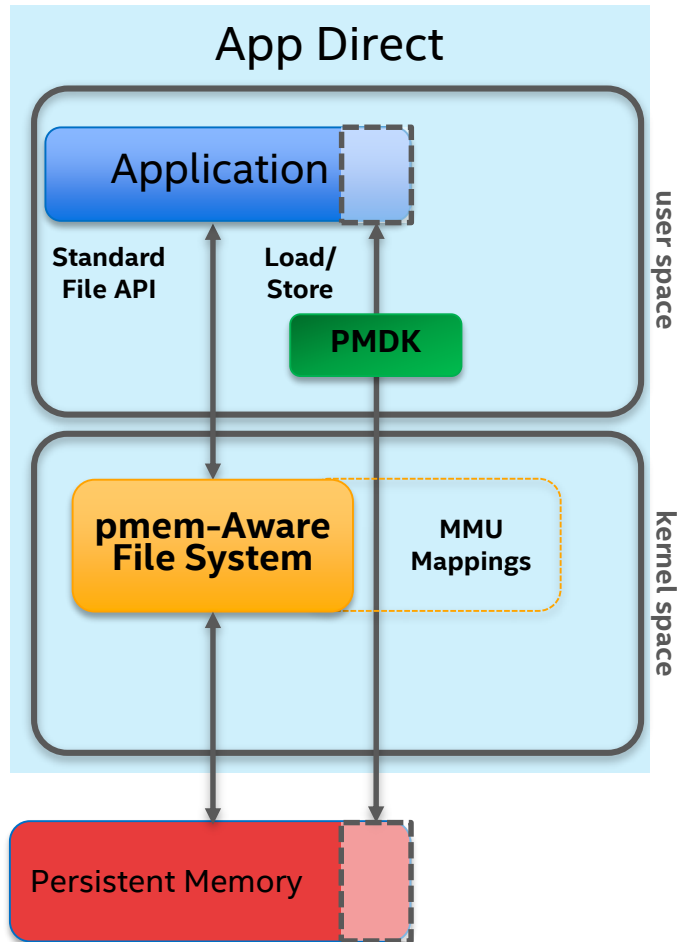 App Direct
Application
user space
Standard
File API
Load/
Store
PMDK
pmem-Aware
File System
MMU
Mappings
kernel space
Persistent Memory